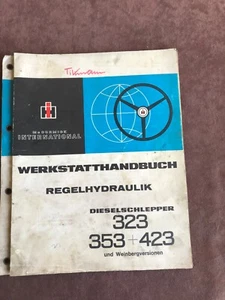 McCORMICK
INTERNATIONAL
WERKSTATTHANDBUCH
REGELHYDRAULIK
DIESELSCHLEPPER
323
353+423
und Weinbergversionen